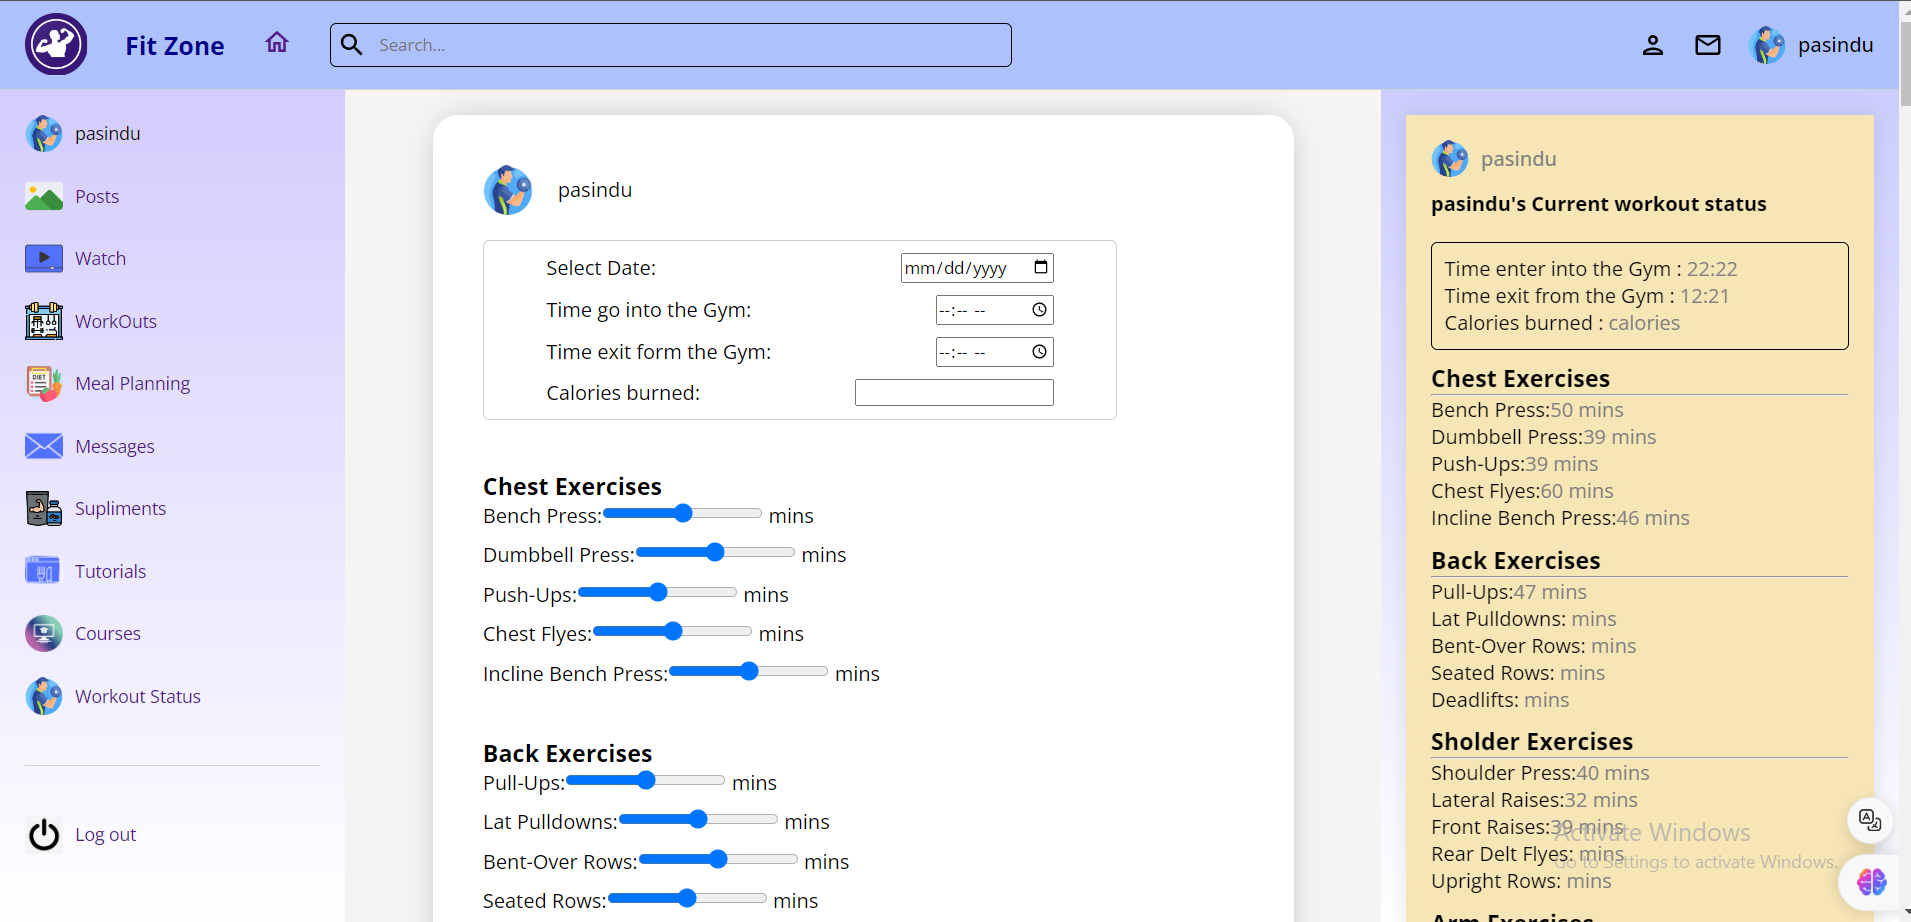 Fit Zone
Search...
pasindu
pasindu
Posts
Watch
WorkOuts
Meal Planning
Messages
Supliments
Tutorials
Courses
Workout Status
Log out
pasindu
Select Date: mm/dd/yyyy
Time go into the Gym: --:-- --
Time exit form the Gym: --:-- --
Calories burned:
Chest Exercises
Bench Press: mins
Dumbbell Press: mins
Push-Ups: mins
Chest Flyes: mins
Incline Bench Press: mins
Back Exercises
Pull-Ups: mins
Lat Pulldowns: mins
Bent-Over Rows: mins
Seated Rows: mins
pasindu
pasindu's Current workout status
Time enter into the Gym : 22:22
Time exit from the Gym : 12:21
Calories burned : calories
Chest Exercises
Bench Press:50 mins
Dumbbell Press:39 mins
Push-Ups:39 mins
Chest Flyes:60 mins
Incline Bench Press:46 mins
Back Exercises
Pull-Ups:47 mins
Lat Pulldowns: mins
Bent-Over Rows: mins
Seated Rows: mins
Deadlifts: mins
Sholder Exercises
Shoulder Press:40 mins
Lateral Raises:32 mins
Front Raises:39 mins
Rear Delt Flyes: mins
Upright Rows: mins
Arm Exercises
Activate Windows
Go to Settings to activate Windows.